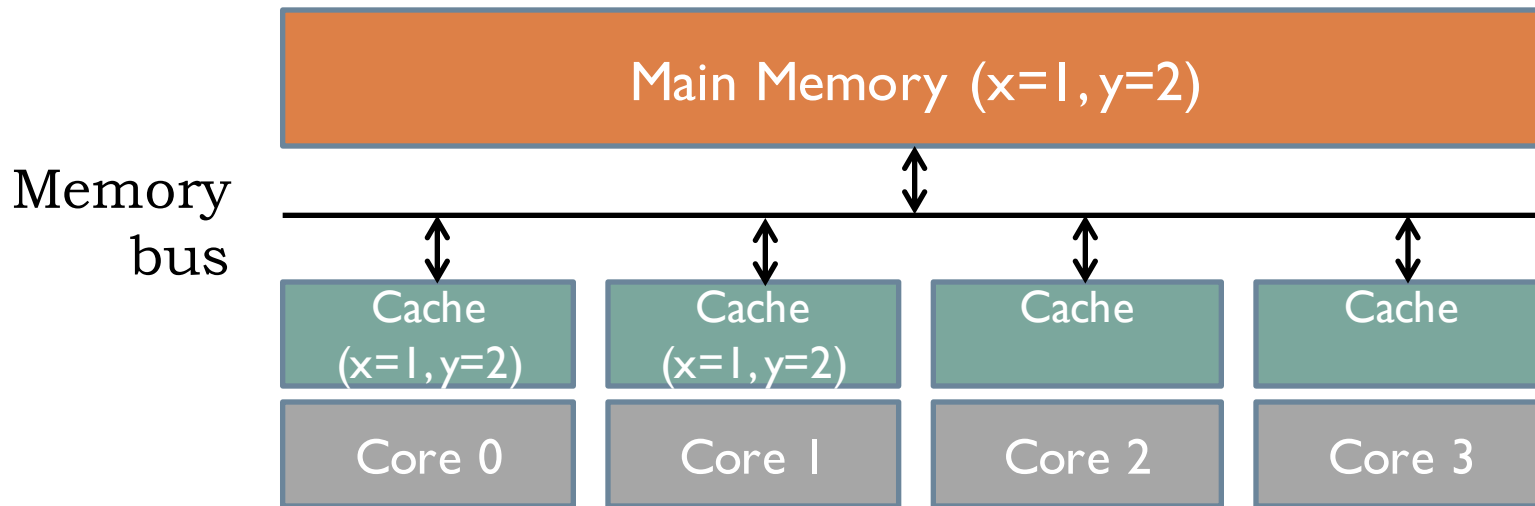 Main Memory (x=1, y=2)
Memory
bus
Cache
(x=1, y=2)
Cache
(x=1, y=2)
Cache
Cache
Core 0
Core 1
Core 2
Core 3